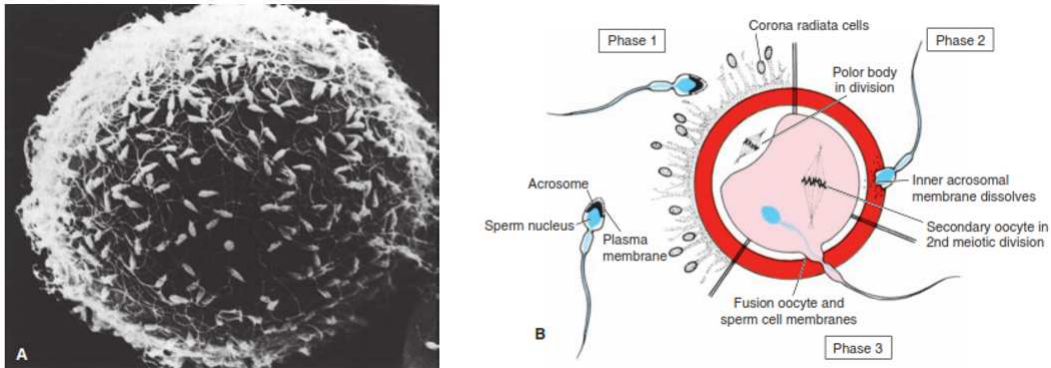 A
Phase 1
Corona radiata cells
Phase 2
Polor body
in division
Acrosome
Sperm nucleus
Plasma
membrane
Inner acrosomal
membrane dissolves
Secondary oocyte in
2nd meiotic division
Fusion oocyte and
sperm cell membranes
B
Phase 3